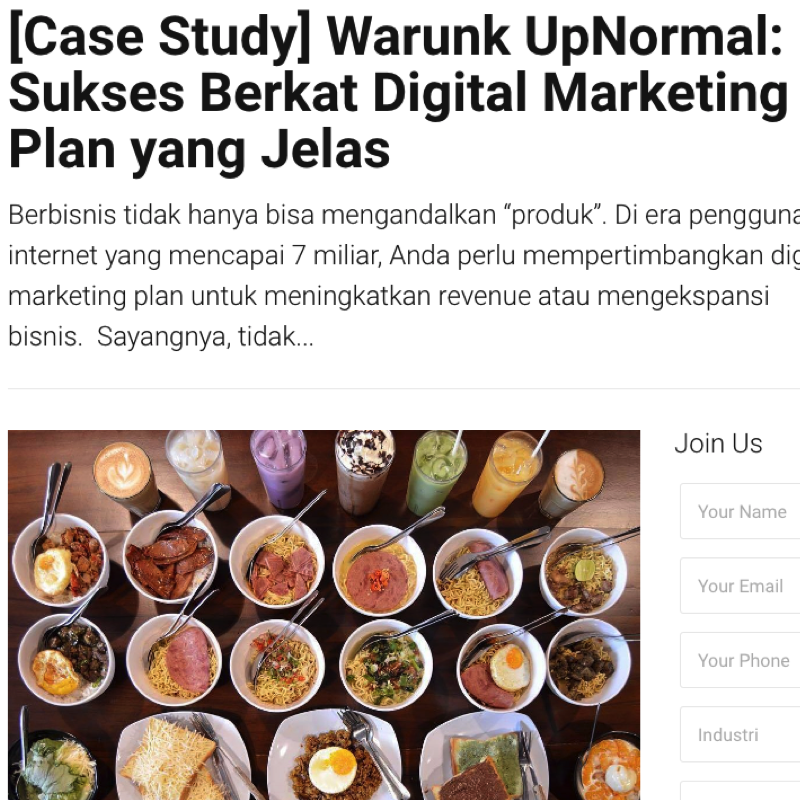 [Case Study] Warunk UpNormal:
Sukses Berkat Digital Marketing
Plan yang Jelas
Berbisnis tidak hanya bisa mengandalkan “produk”. Di era
internet yang mencapai 7 miliar, Anda perlu mempertimbangkan
marketing plan untuk meningkatkan revenue atau mengekspansi
bisnis.  Sayangnya, tidak...
Join Us
Your Name
Your Email
Your Phone
Industri